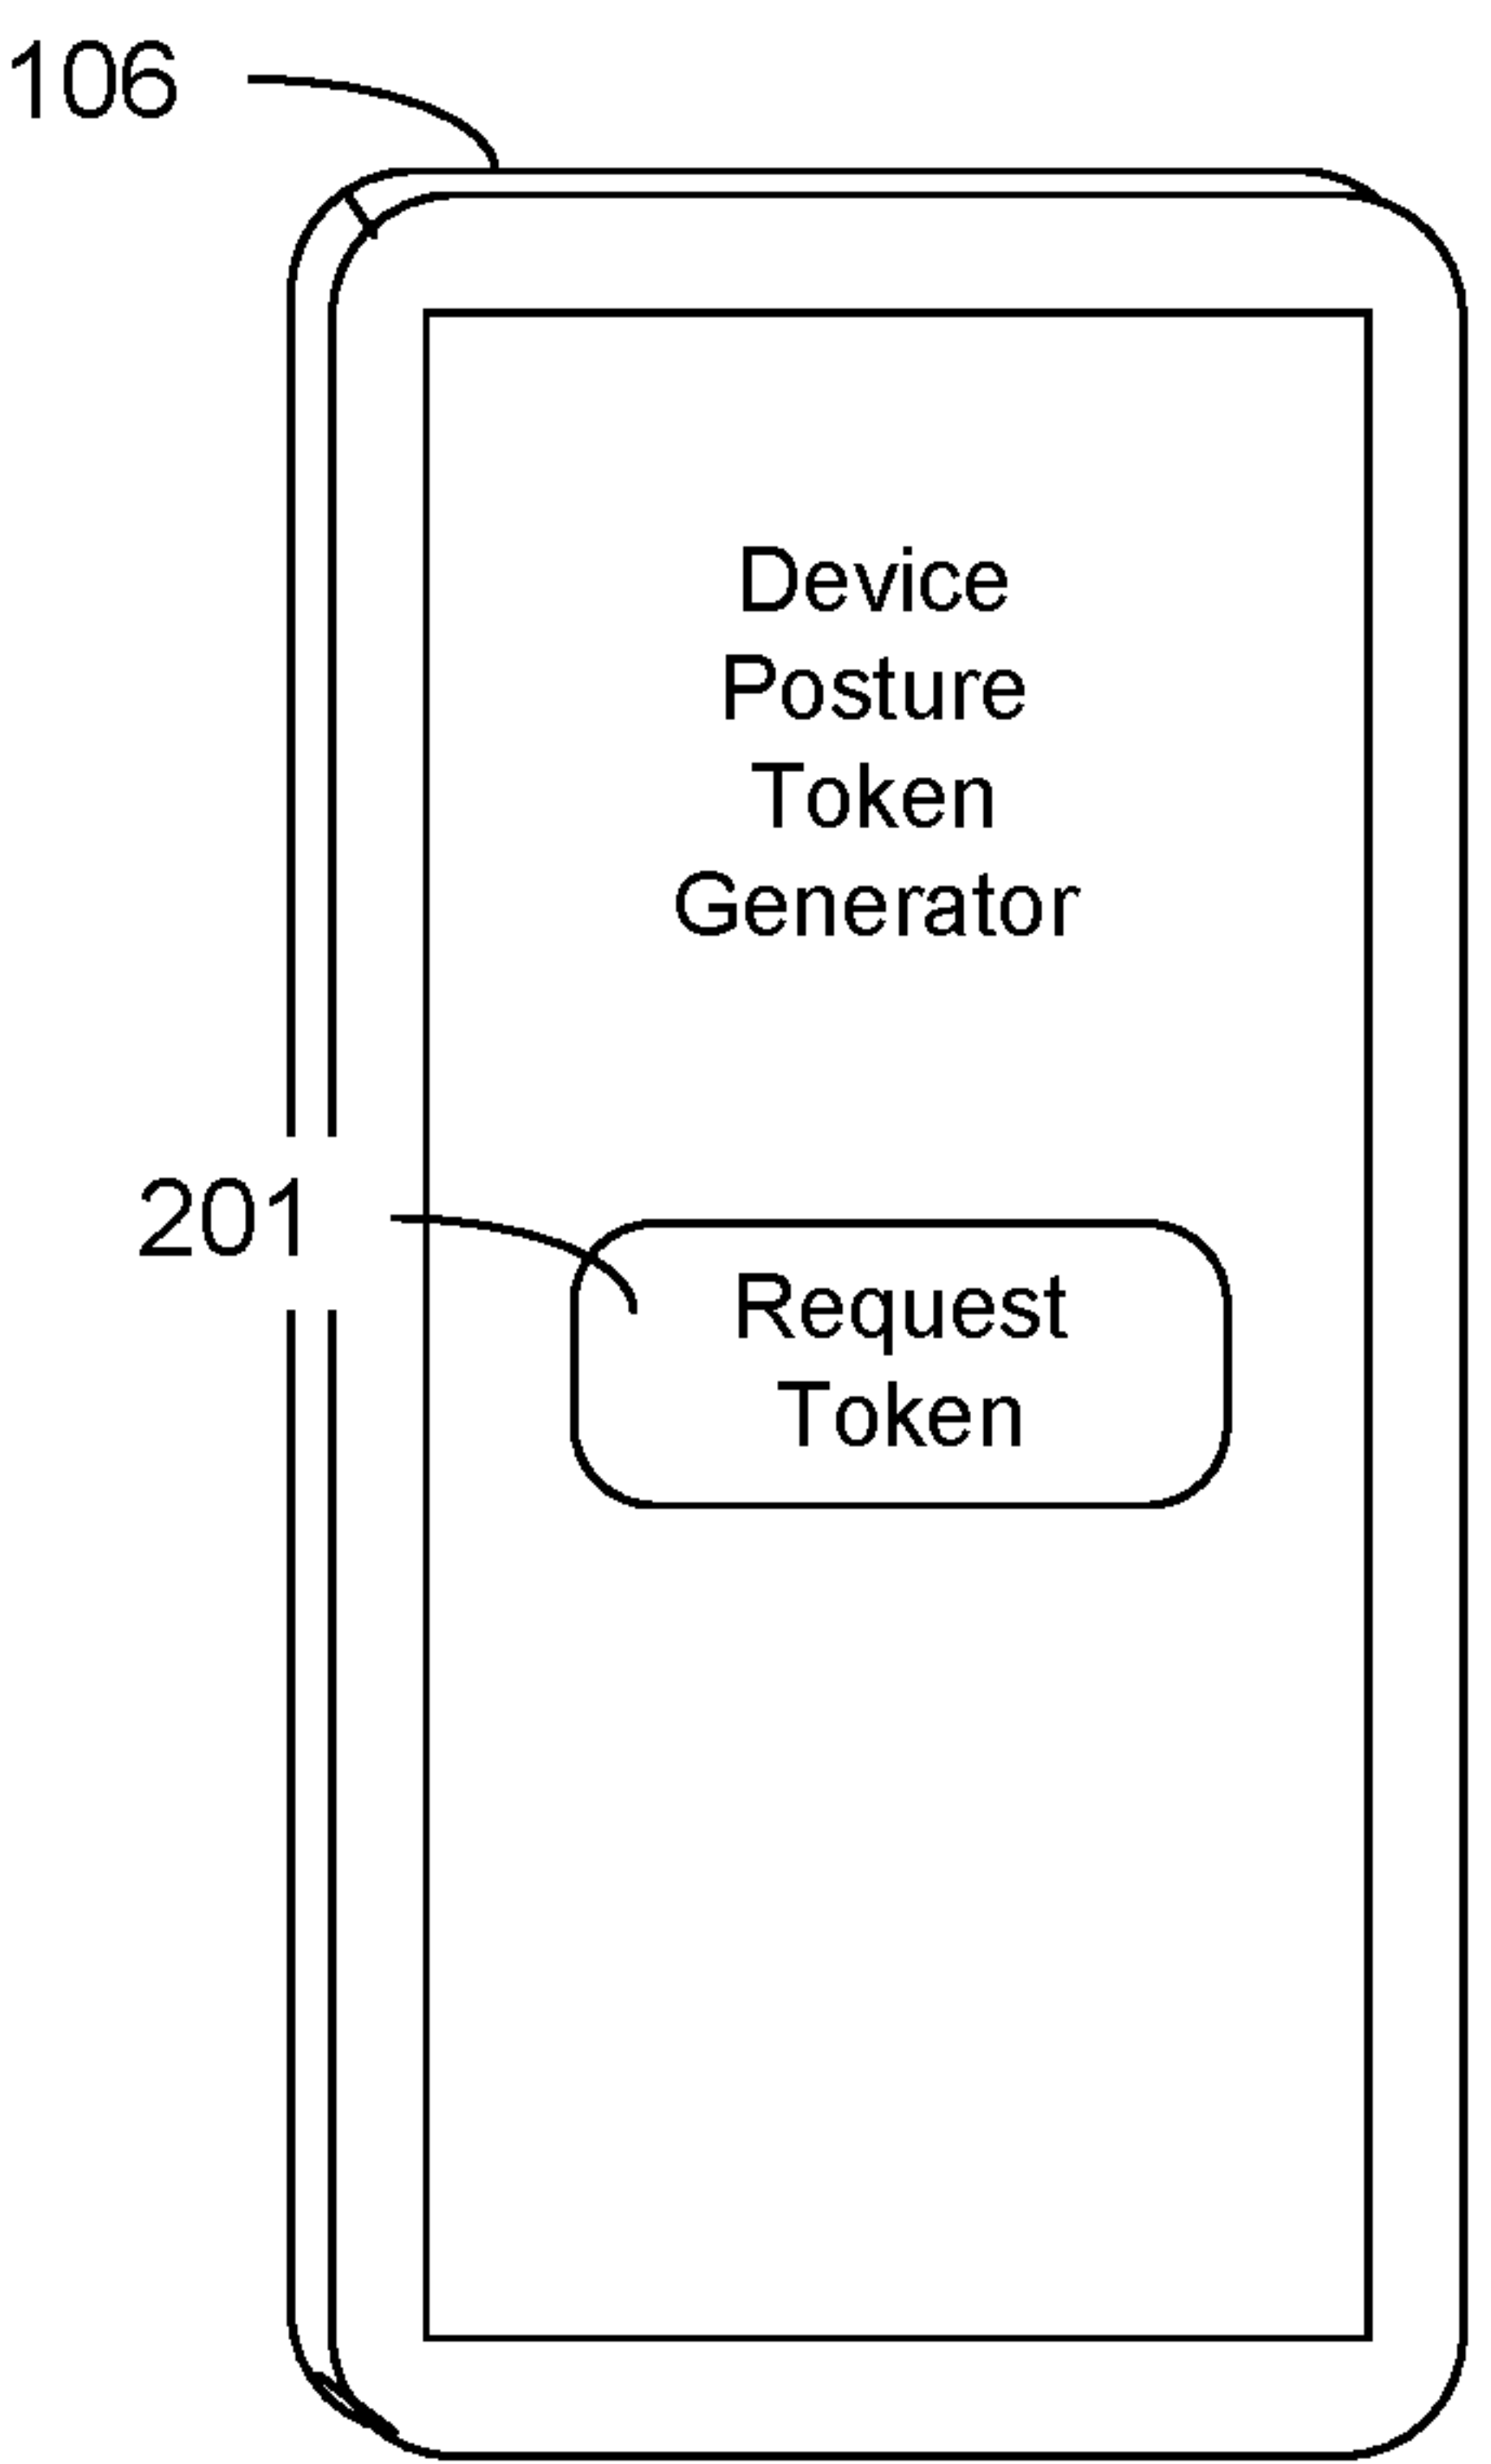 106
Device
Posture
Token
Generator
201
Request
Token